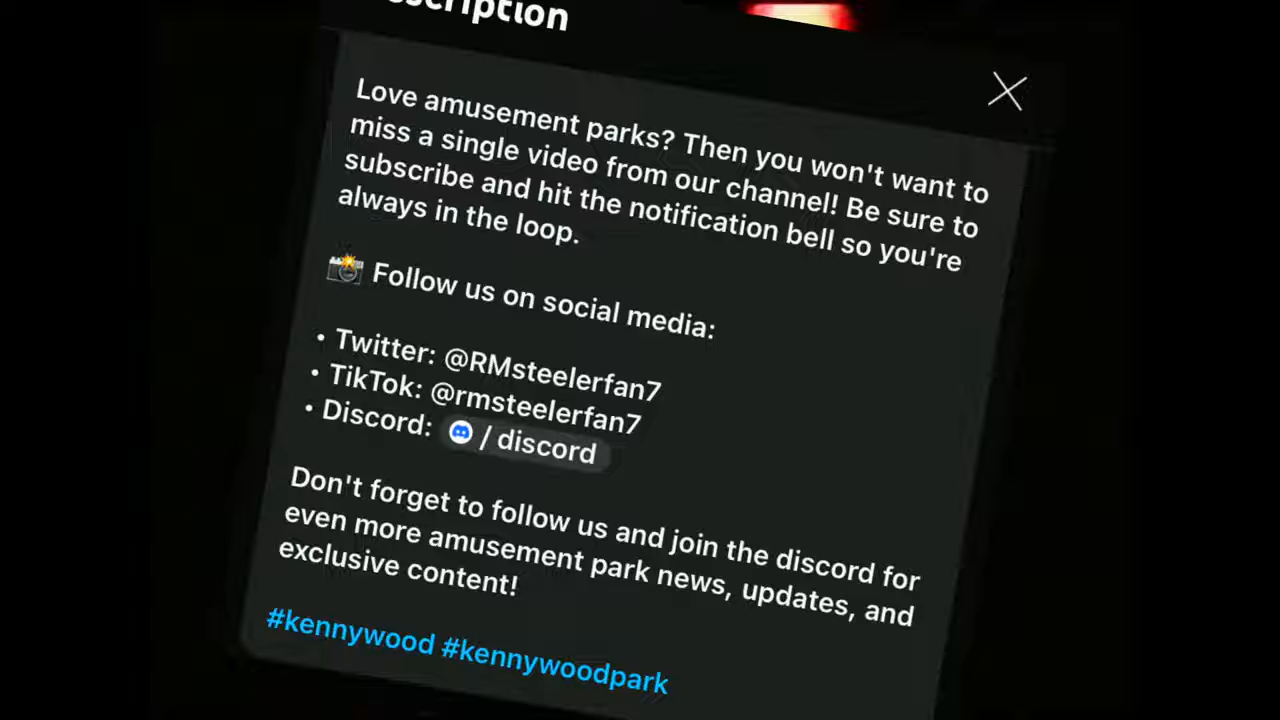 scription
Love amusement parks? Then you won't want to
miss a single video from our channel! Be sure to
subscribe and hit the notification bell so you're
always in the loop.
📸 Follow us on social media:
• Twitter: @RMsteelerfan7
• TikTok: @rmsteelerfan7
• Discord: / discord
Don't forget to follow us and join the discord for
even more amusement park news, updates, and
exclusive content!
#kennywood #kennywoodpark